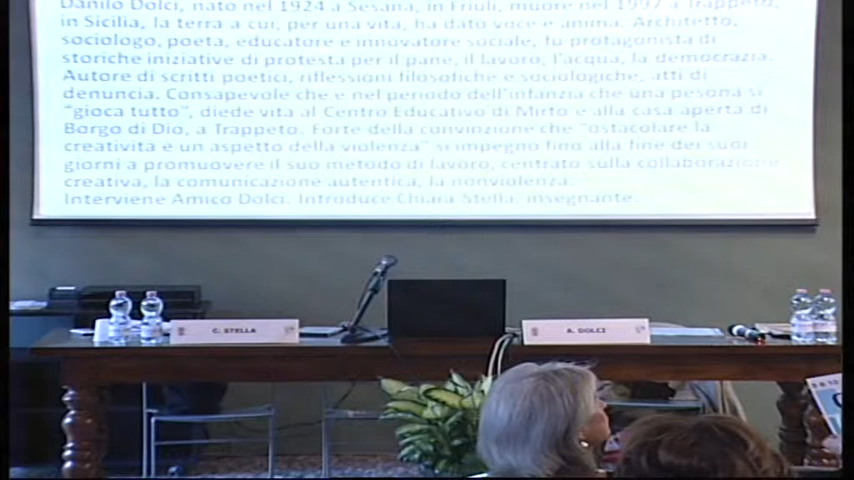 Danilo Dolci, nato nel 1924 a Sesana, in Friuli, muore nel 1997 a Trappeto,
in Sicilia, la terra a cui, per una vita, ha dato voce e anima. Architetto,
sociologo, poeta, educatore e innovatore sociale, fu protagonista di
storiche iniziative di protesta per il pane, il lavoro, l'acqua, la democrazia.
Autore di scritti poetici, riflessioni filosofiche e sociologiche, atti di
denuncia. Consapevole che e nel periodo dell'infanzia che una pesona si
"gioca tutto", diede vita al Centro Educativo di Mirto e alla casa aperta di
Borgo di Dio, a Trappeto. Forte della convinzione che "ostacolare la
creatività è un aspetto della violenza" si impegno fino alla fine dei suoi
giorni a promuovere il suo metodo di lavoro, centrato sulla collaborazione
creativa, la comunicazione autentica, la nonviolenza.
Interviene Amico Dolci. Introduce Chiara Stella, insegnante.
C. STELLA
A. DOLCI